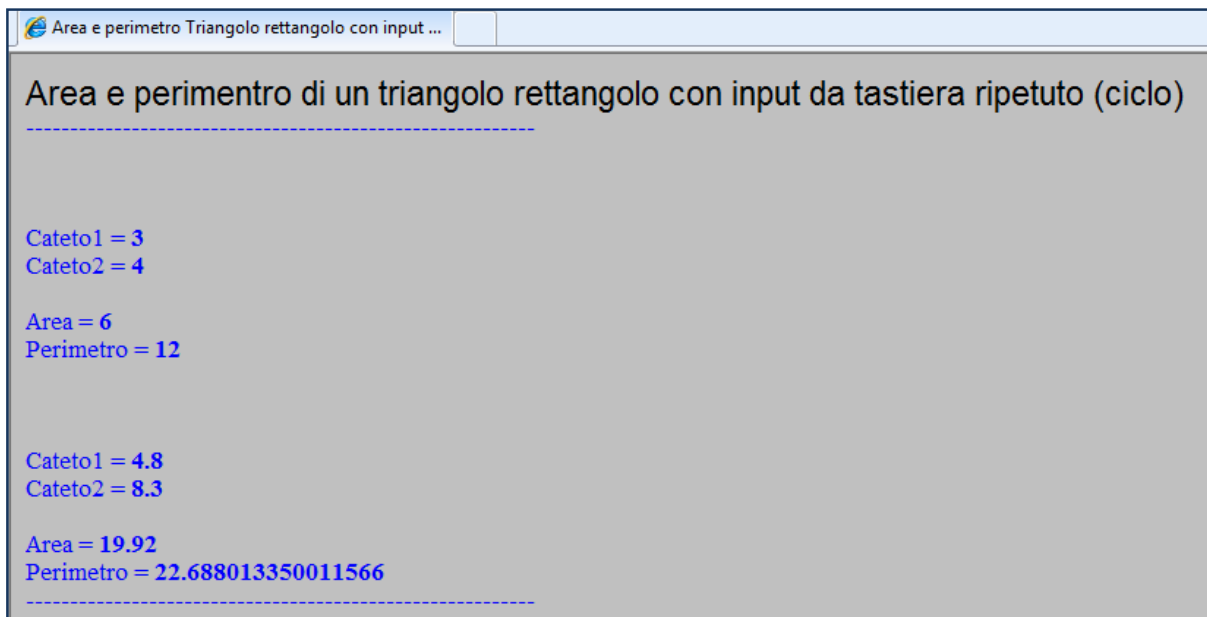 Area e perimetro Triangolo rettangolo con input ...
Area e perimentro di un triangolo rettangolo con input da tastiera ripetuto (ciclo)
----------------------------------------------------------
Cateto1 = 3
Cateto2 = 4
Area = 6
Perimetro = 12
Cateto1 = 4.8
Cateto2 = 8.3
Area = 19.92
Perimetro = 22.688013350011566
----------------------------------------------------------